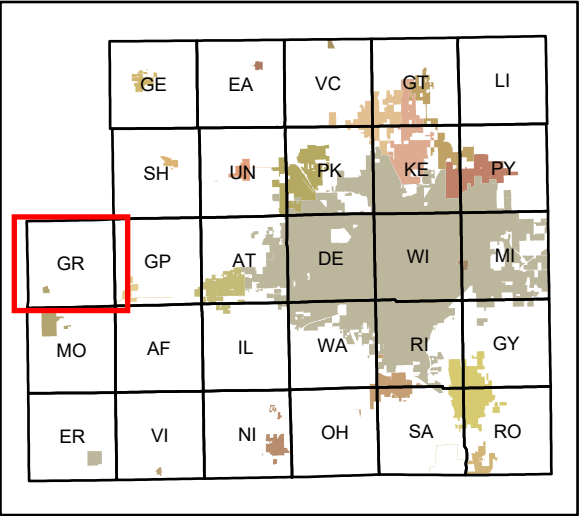 GE EA VC GT LI
SH UN PK KE PY
GR GP AT DE WI MI
MO AF IL WA RI GY
ER VI NI OH SA RO